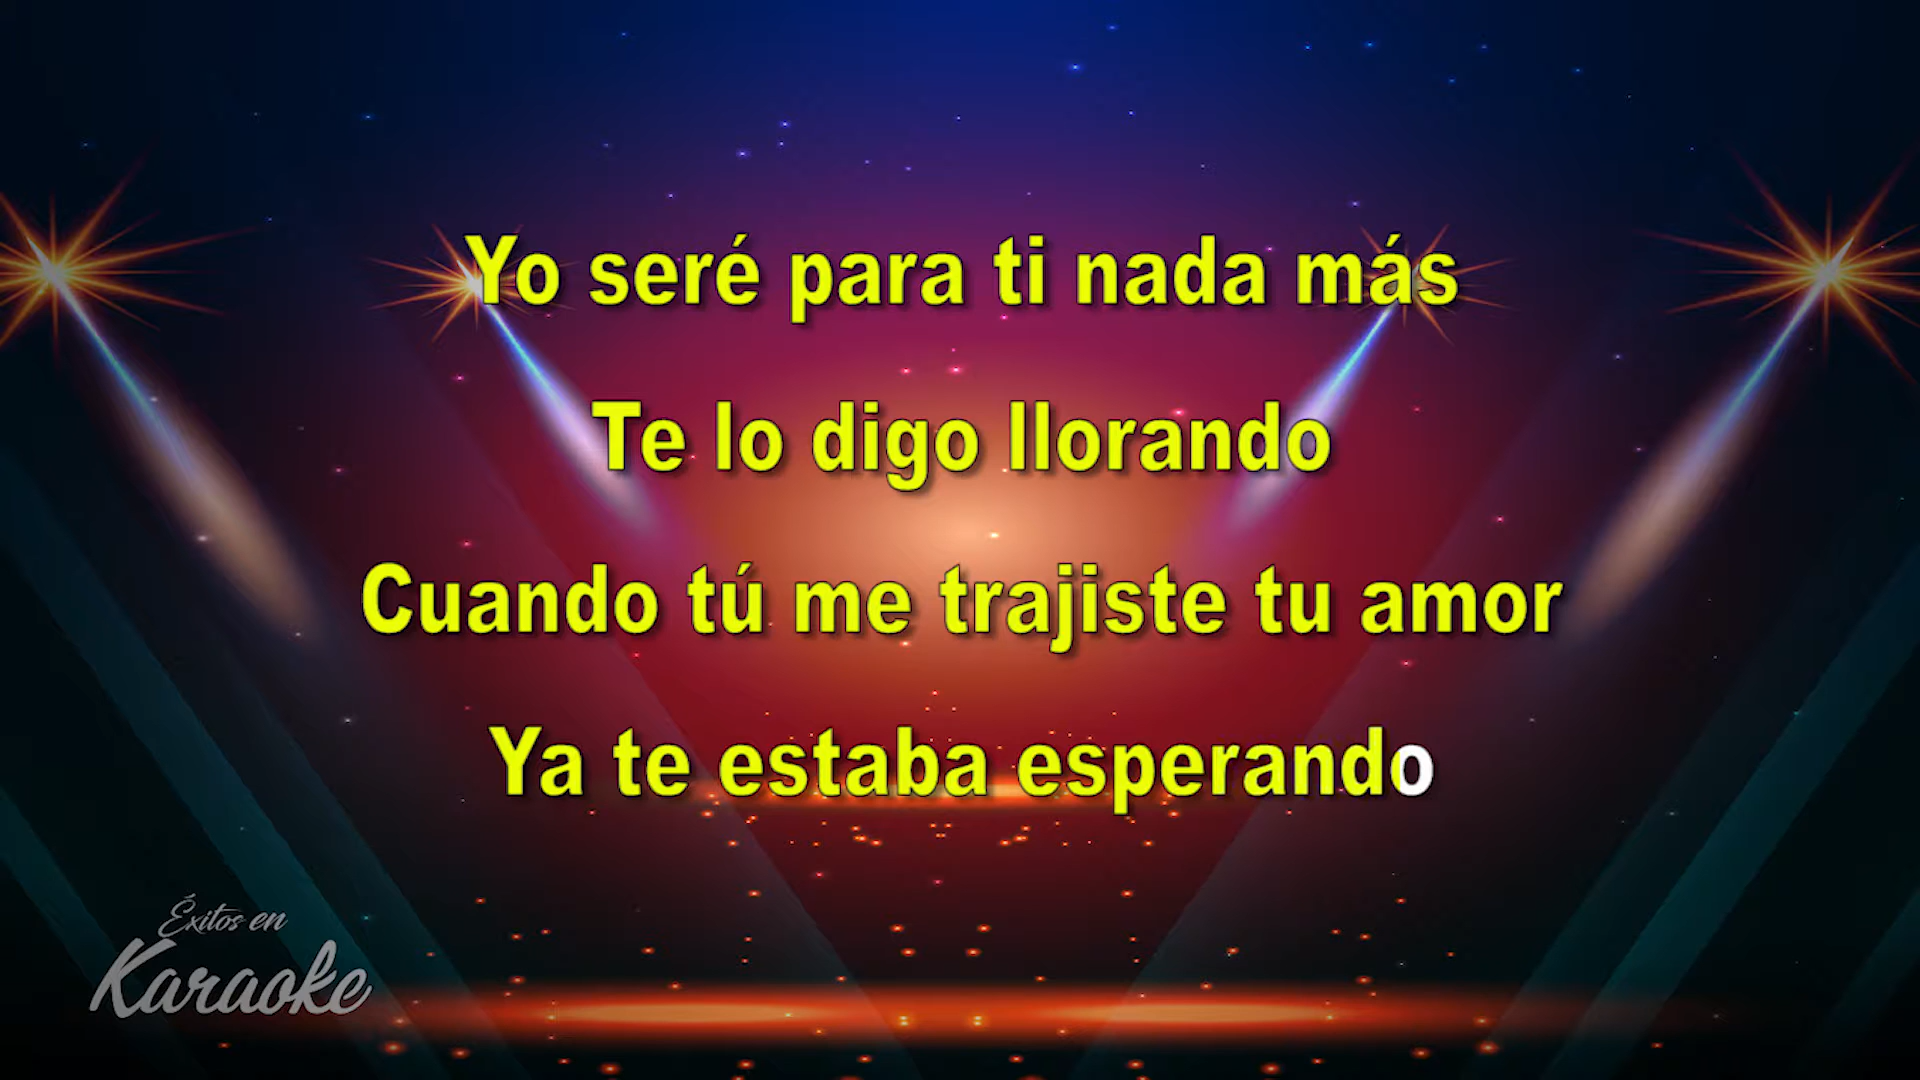 Yo seré para ti nada más
Te lo digo llorando
Cuando tú me trajiste tu amor
Ya te estaba esperando
Éxitos en
Karaoke